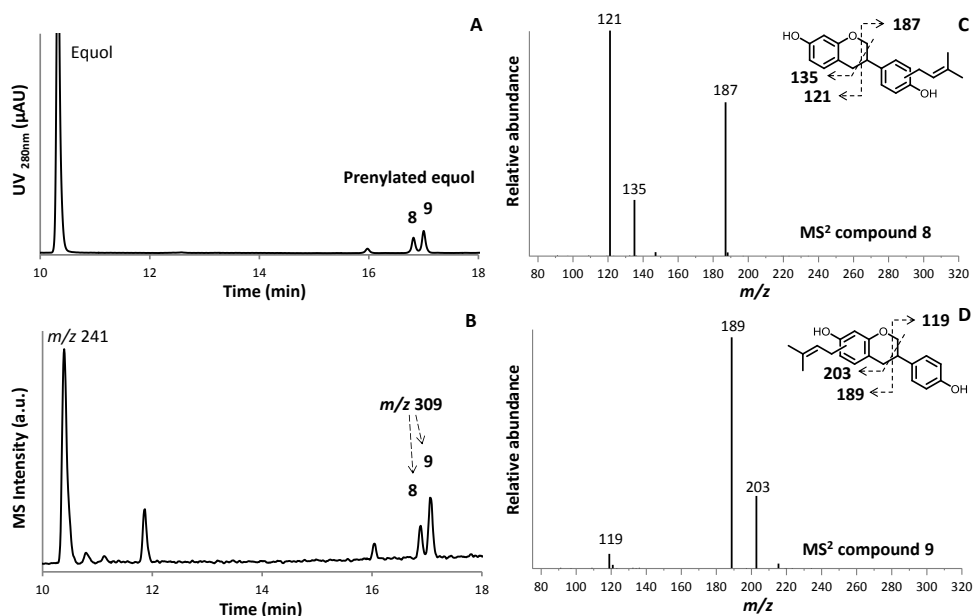 A
Equol
Prenylated equol
8
9
UV 280nm (µAU)
10
12
14
16
18
Time (min)
B
m/z 241
m/z 309
9
8
MS Intensity (a.u.)
10
12
14
16
18
Time (min)
C
121
187
135
Relative abundance
HO
O
OH
187
135
121
MS² compound 8
80
100
120
140
160
180
200
220
240
260
280
300
320
m/z
D
189
203
119
Relative abundance
HO
O
OH
119
203
189
MS² compound 9
80
100
120
140
160
180
200
220
240
260
280
300
320
m/z